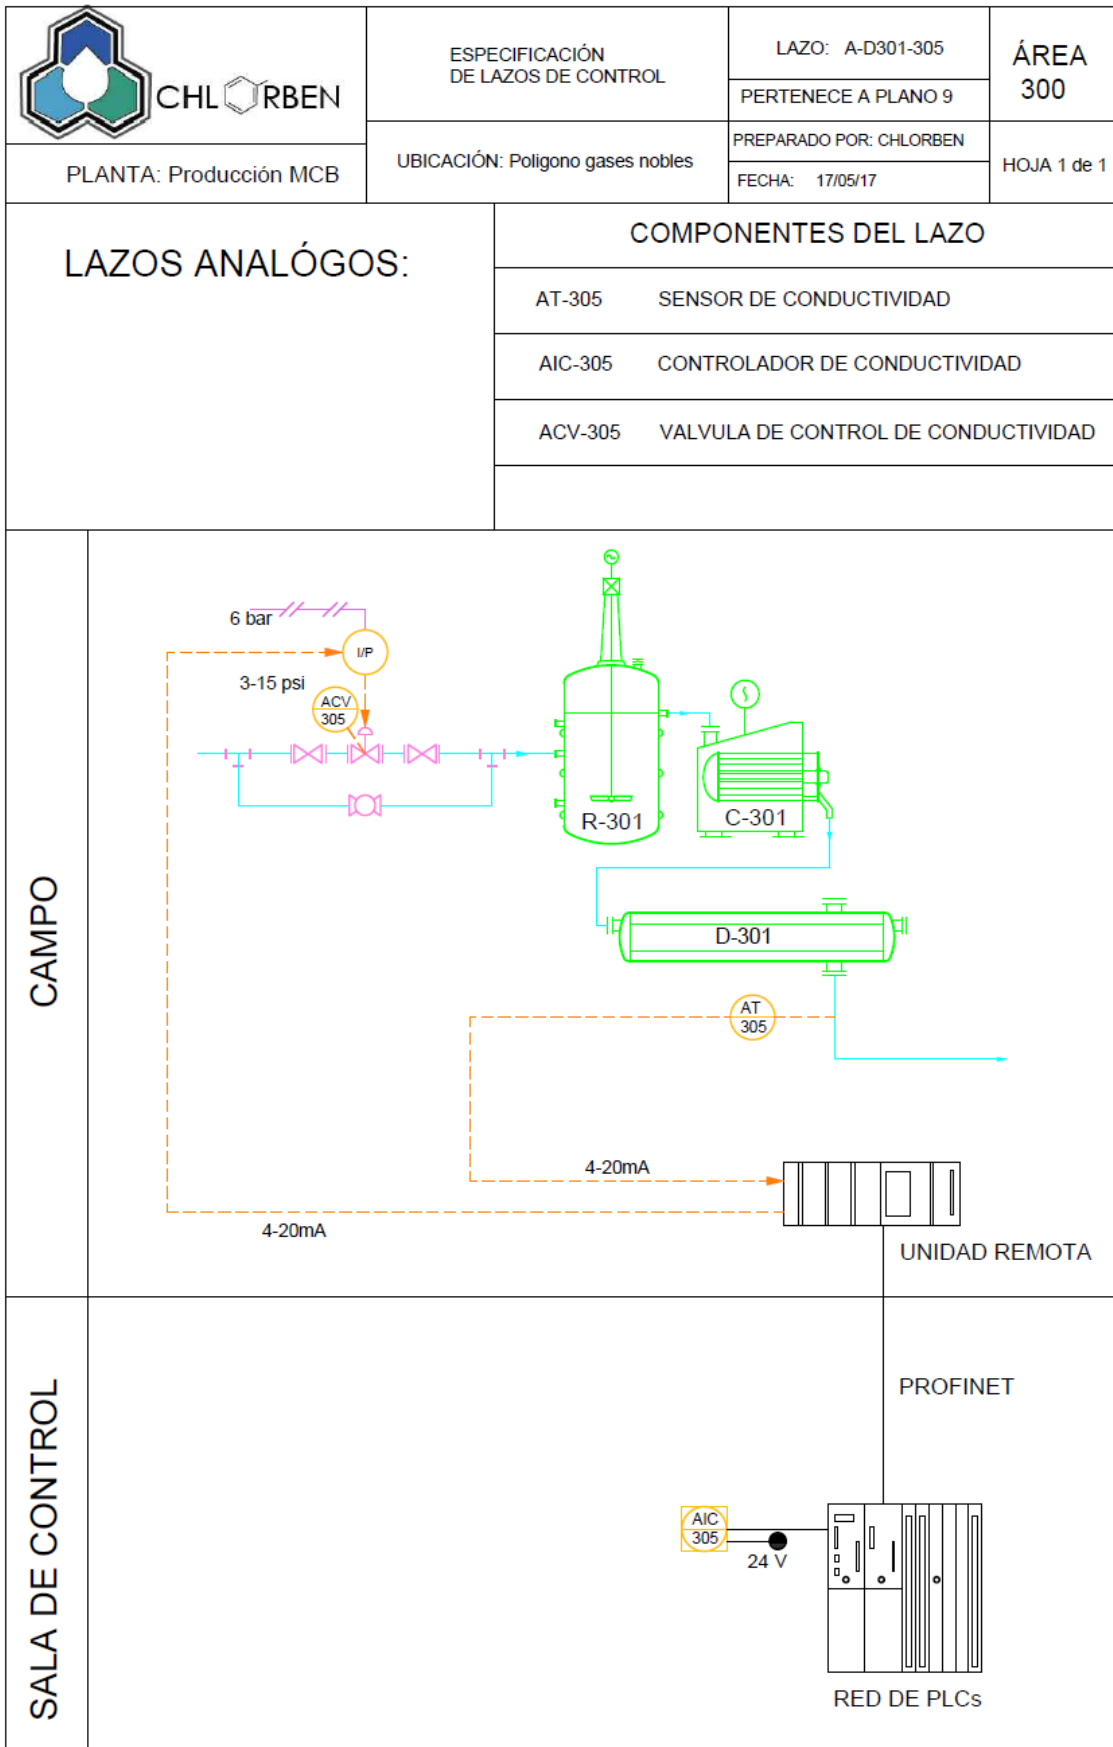 CHLORBEN
PLANTA: Producción MCB
ESPECIFICACIÓN
DE LAZOS DE CONTROL
UBICACIÓN: Poligono gases nobles
LAZO: A-D301-305
PERTENECE A PLANO 9
PREPARADO POR: CHLORBEN
FECHA: 17/05/17
ÁREA
300
HOJA 1 de 1
LAZOS ANALÓGOS:
COMPONENTES DEL LAZO
AT-305 SENSOR DE CONDUCTIVIDAD
AIC-305 CONTROLADOR DE CONDUCTIVIDAD
ACV-305 VALVULA DE CONTROL DE CONDUCTIVIDAD
CAMPO
6 bar
I/P
3-15 psi
ACV
305
R-301
C-301
D-301
AT
305
4-20mA
4-20mA
UNIDAD REMOTA
SALA DE CONTROL
PROFINET
AIC
305
24 V
RED DE PLCs